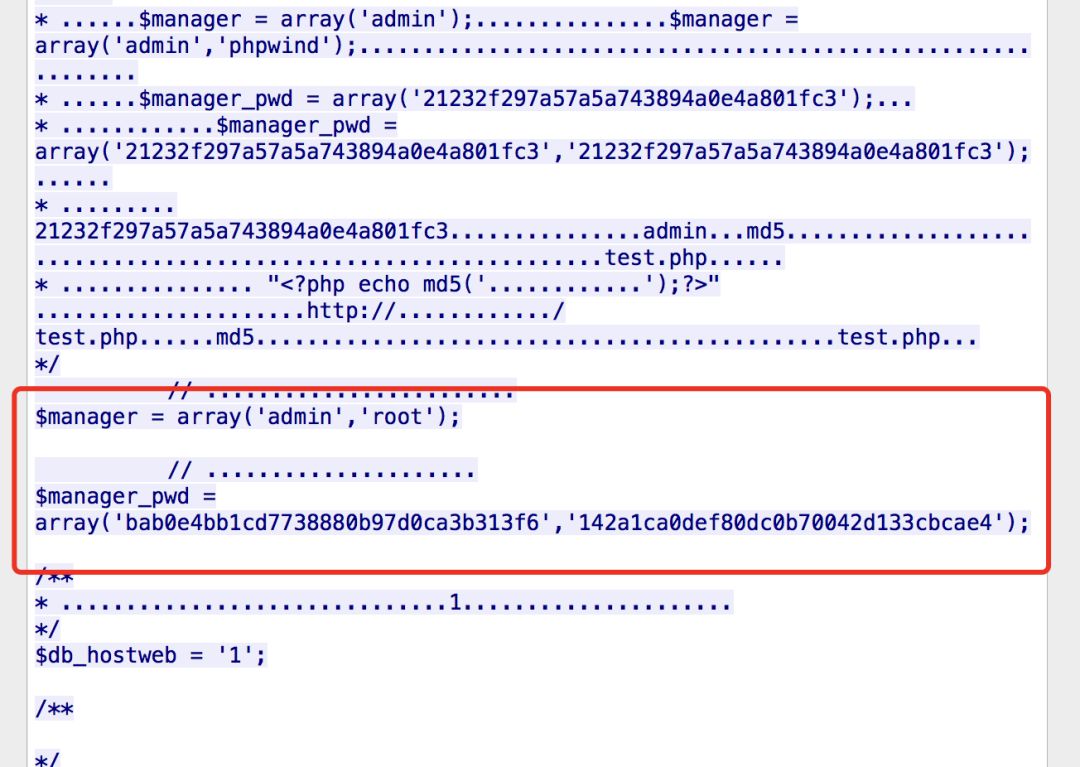 * ......$manager = array('admin');...............$manager =
array('admin','phpwind');....................................................
........
* ......$manager_pwd = array('21232f297a57a5a743894a0e4a801fc3');...
* ............$manager_pwd =
array('21232f297a57a5a743894a0e4a801fc3','21232f297a57a5a743894a0e4a801fc3');
......
* .........
21232f297a57a5a743894a0e4a801fc3...............admin...md5...................
............................................test.php......
* ............... "<?php echo md5('............');?>"
.....................http://............/
test.php......md5.............................................test.php...
*/
// ........................
$manager = array('admin','root');
// .....................
$manager_pwd =
array('bab0e4bb1cd7738880b97d0ca3b313f6','142a1ca0def80dc0b70042d133cbcae4');
/**
* ..............................1.....................
*/
$db_hostweb = '1';
/**
*/